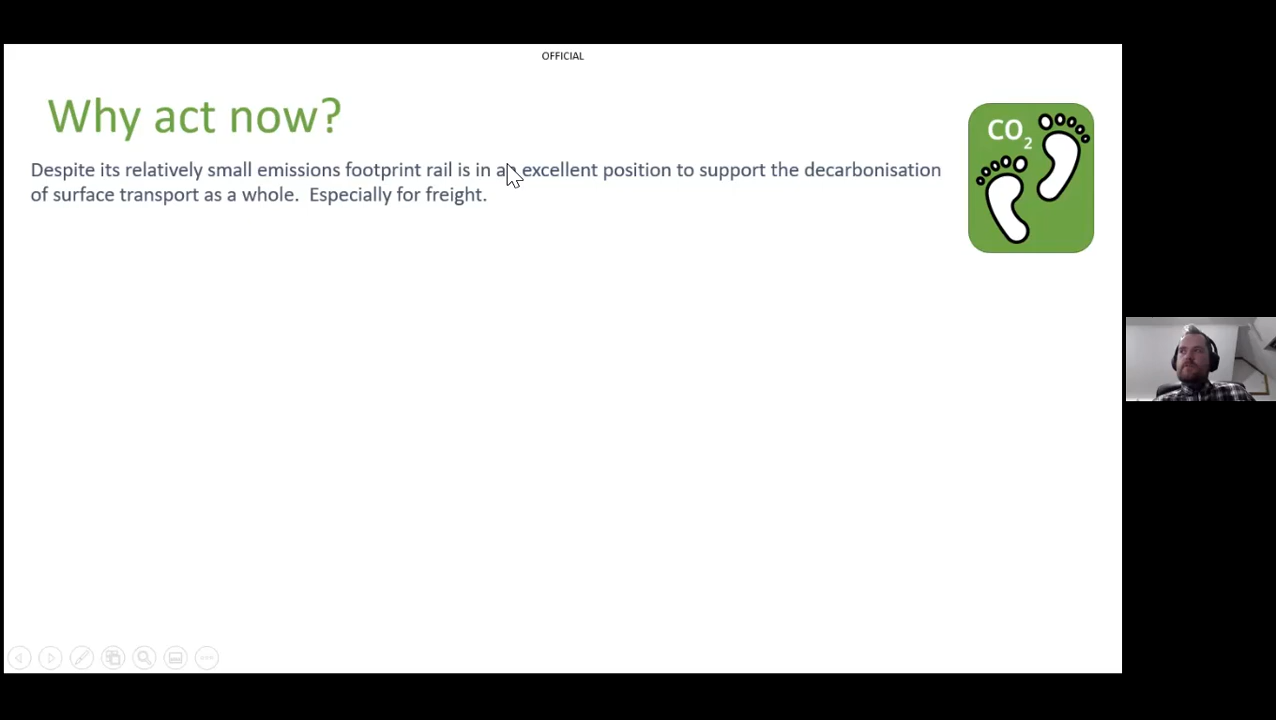 OFFICIAL
Why act now?
CO2
Despite its relatively small emissions footprint rail is in an excellent position to support the decarbonisation
of surface transport as a whole.  Especially for freight.